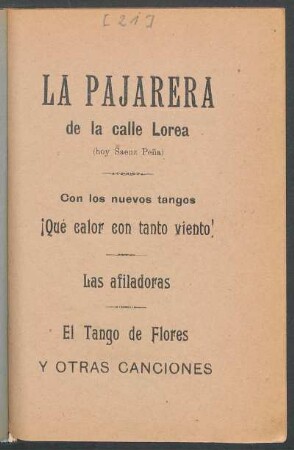 [21]
LA PAJARERA
de la calle Lorea
(hoy Saenz Peña)
Con los nuevos tangos
¡Qué calor con tanto viento!
Las afiladoras
El Tango de Flores
Y OTRAS CANCIONES